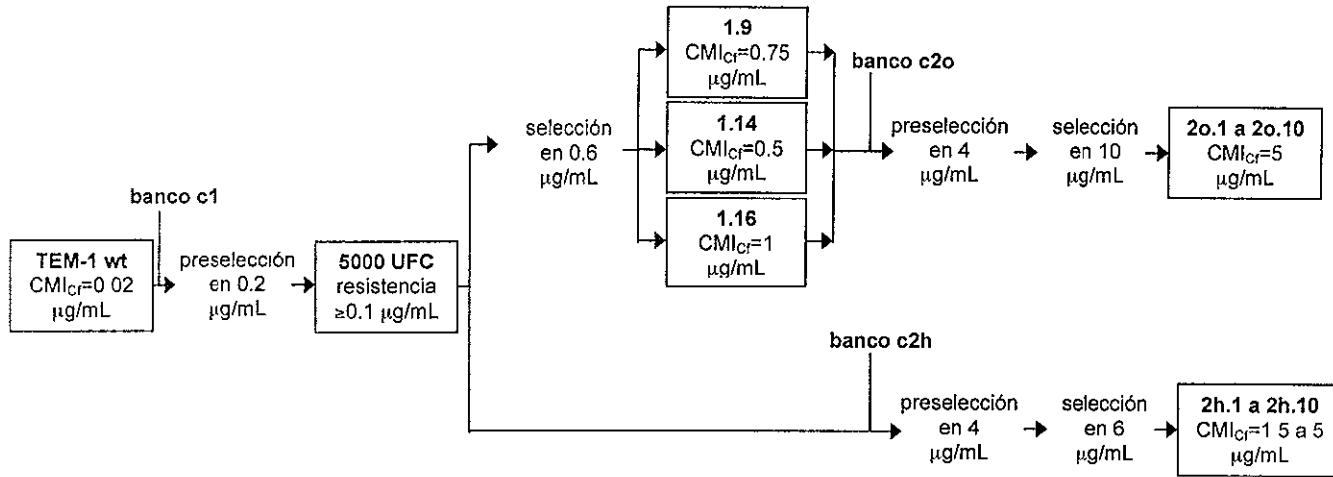 banco c1
TEM-1 wt
CMICf=0 02
µg/mL
preselección
en 0.2
µg/mL
5000 UFC
resistencia
≥0.1 µg/mL
selección
en 0.6
µg/mL
1.9
CMICf=0.75
µg/mL
1.14
CMICf=0.5
µg/mL
1.16
CMICf=1
µg/mL
banco c2o
preselección
en 4
µg/mL
selección
en 10
µg/mL
2o.1 a 2o.10
CMICf=5
µg/mL
banco c2h
preselección
en 4
µg/mL
selección
en 6
µg/mL
2h.1 a 2h.10
CMICf=1 5 a 5
µg/mL